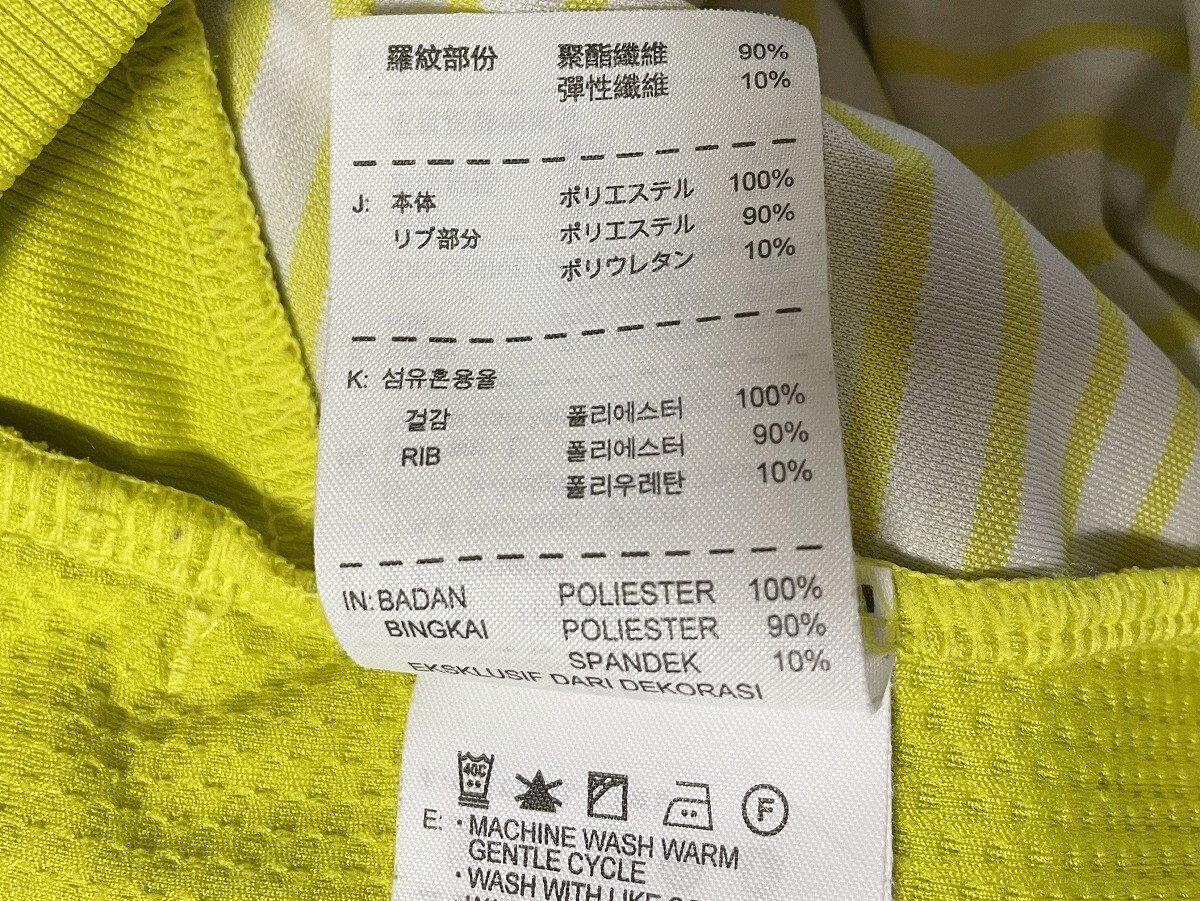 羅紋部份 聚酯纖維 90%
彈性纖維 10%
J: 本体 ポリエステル 100%
リブ部分 ポリエステル 90%
ポリウレタン 10%
K: 섬유혼용율
겉감 폴리에스터 100%
RIB 폴리에스터 90%
폴리우레탄 10%
IN: BADAN POLIESTER 100%
BINGKAI POLIESTER 90%
SPANDEK 10%
EKSKLUSIF DARI DEKORASI
40C
F
E: • MACHINE WASH WARM
GENTLE CYCLE
• WASH WITH LIKE